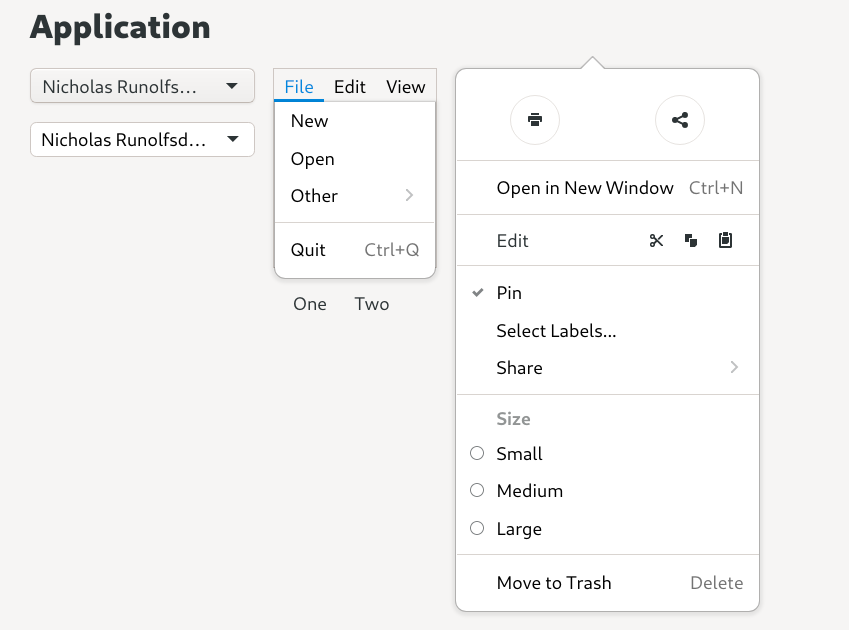 Application
Nicholas Runolfs...
Nicholas Runolfsd...
File Edit View
New
Open
Other
Quit Ctrl+Q
One Two
Open in New Window Ctrl+N
Edit
Pin
Select Labels...
Share
Size
Small
Medium
Large
Move to Trash Delete